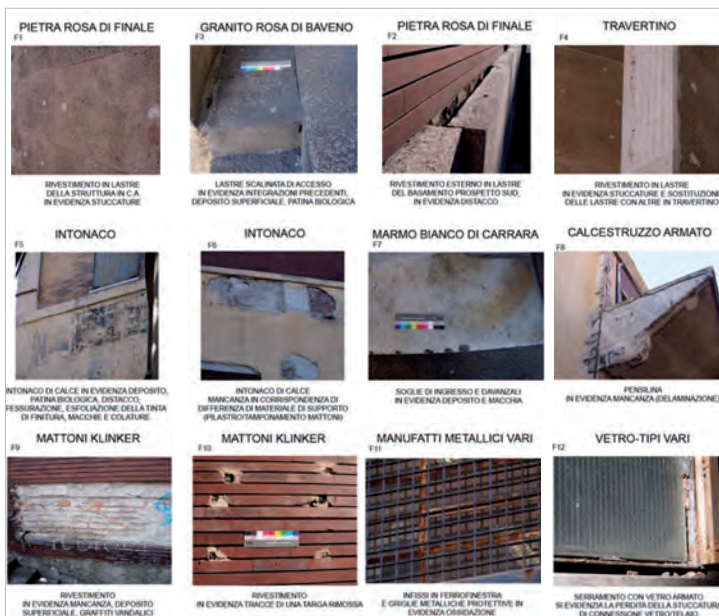 PIETRA ROSA DI FINALE
F1
RIVESTIMENTO IN LASTRE
DELLA STRUTTURA IN C.A.
IN EVIDENZA STUCCATURE
GRANITO ROSA DI BAVENO
F3
LASTRE SCALINATA DI ACCESSO
IN EVIDENZA INTEGRAZIONI PRECEDENTI,
DEPOSITO SUPERFICIALE, PATINA BIOLOGICA
PIETRA ROSA DI FINALE
F2
RIVESTIMENTO ESTERNO IN LASTRE
DEL BASAMENTO PROSPETTO SUD,
IN EVIDENZA DISTACCO
TRAVERTINO
F4
RIVESTIMENTO IN LASTRE
IN EVIDENZA STUCCATURE E SOSTITUZIONE
DELLE LASTRE CON ALTRE IN TRAVERTINO
INTONACO
F5
INTONACO DI CALCE IN EVIDENZA DEPOSITO,
PATINA BIOLOGICA, DISTACCO,
FESSURAZIONE, ESFOLIAZIONE DELLA TINTA
DI FINITURA, MACCHIE E COLATURE
INTONACO
F6
INTONACO DI CALCE
MANCANZA IN CORRISPONDENZA DI
DIFFERENZA DI MATERIALE DI SUPPORTO
(PILASTRO/TAMPONAMENTO MATTONI)
MARMO BIANCO DI CARRARA
F7
SOGLIE DI INGRESSO E DAVANZALI
IN EVIDENZA DEPOSITO E MACCHIA
CALCESTRUZZO ARMATO
F8
PENSILINA
IN EVIDENZA MANCANZA (DELAMINAZIONE)
MATTONI KLINKER
F9
RIVESTIMENTO
IN EVIDENZA MANCANZA, DEPOSITO
SUPERFICIALE, GRAFFITI VANDALICI
MATTONI KLINKER
F10
RIVESTIMENTO
IN EVIDENZA TRACCE DI UNA TARGA RIMOSSA
MANUFATTI METALLICI VARI
F11
INFISSI IN FERROFINESTRA
E GRIGLIE METALLICHE PROTETTIVE IN
EVIDENZA OSSIDAZIONE
VETRO-TIPI VARI
F12
SERRAMENTO CON VETRO ARMATO
SI EVIDENZIA LA PERDITA DELLA STUCCATURA
DI CONNESSIONE VETRO/TELAIO